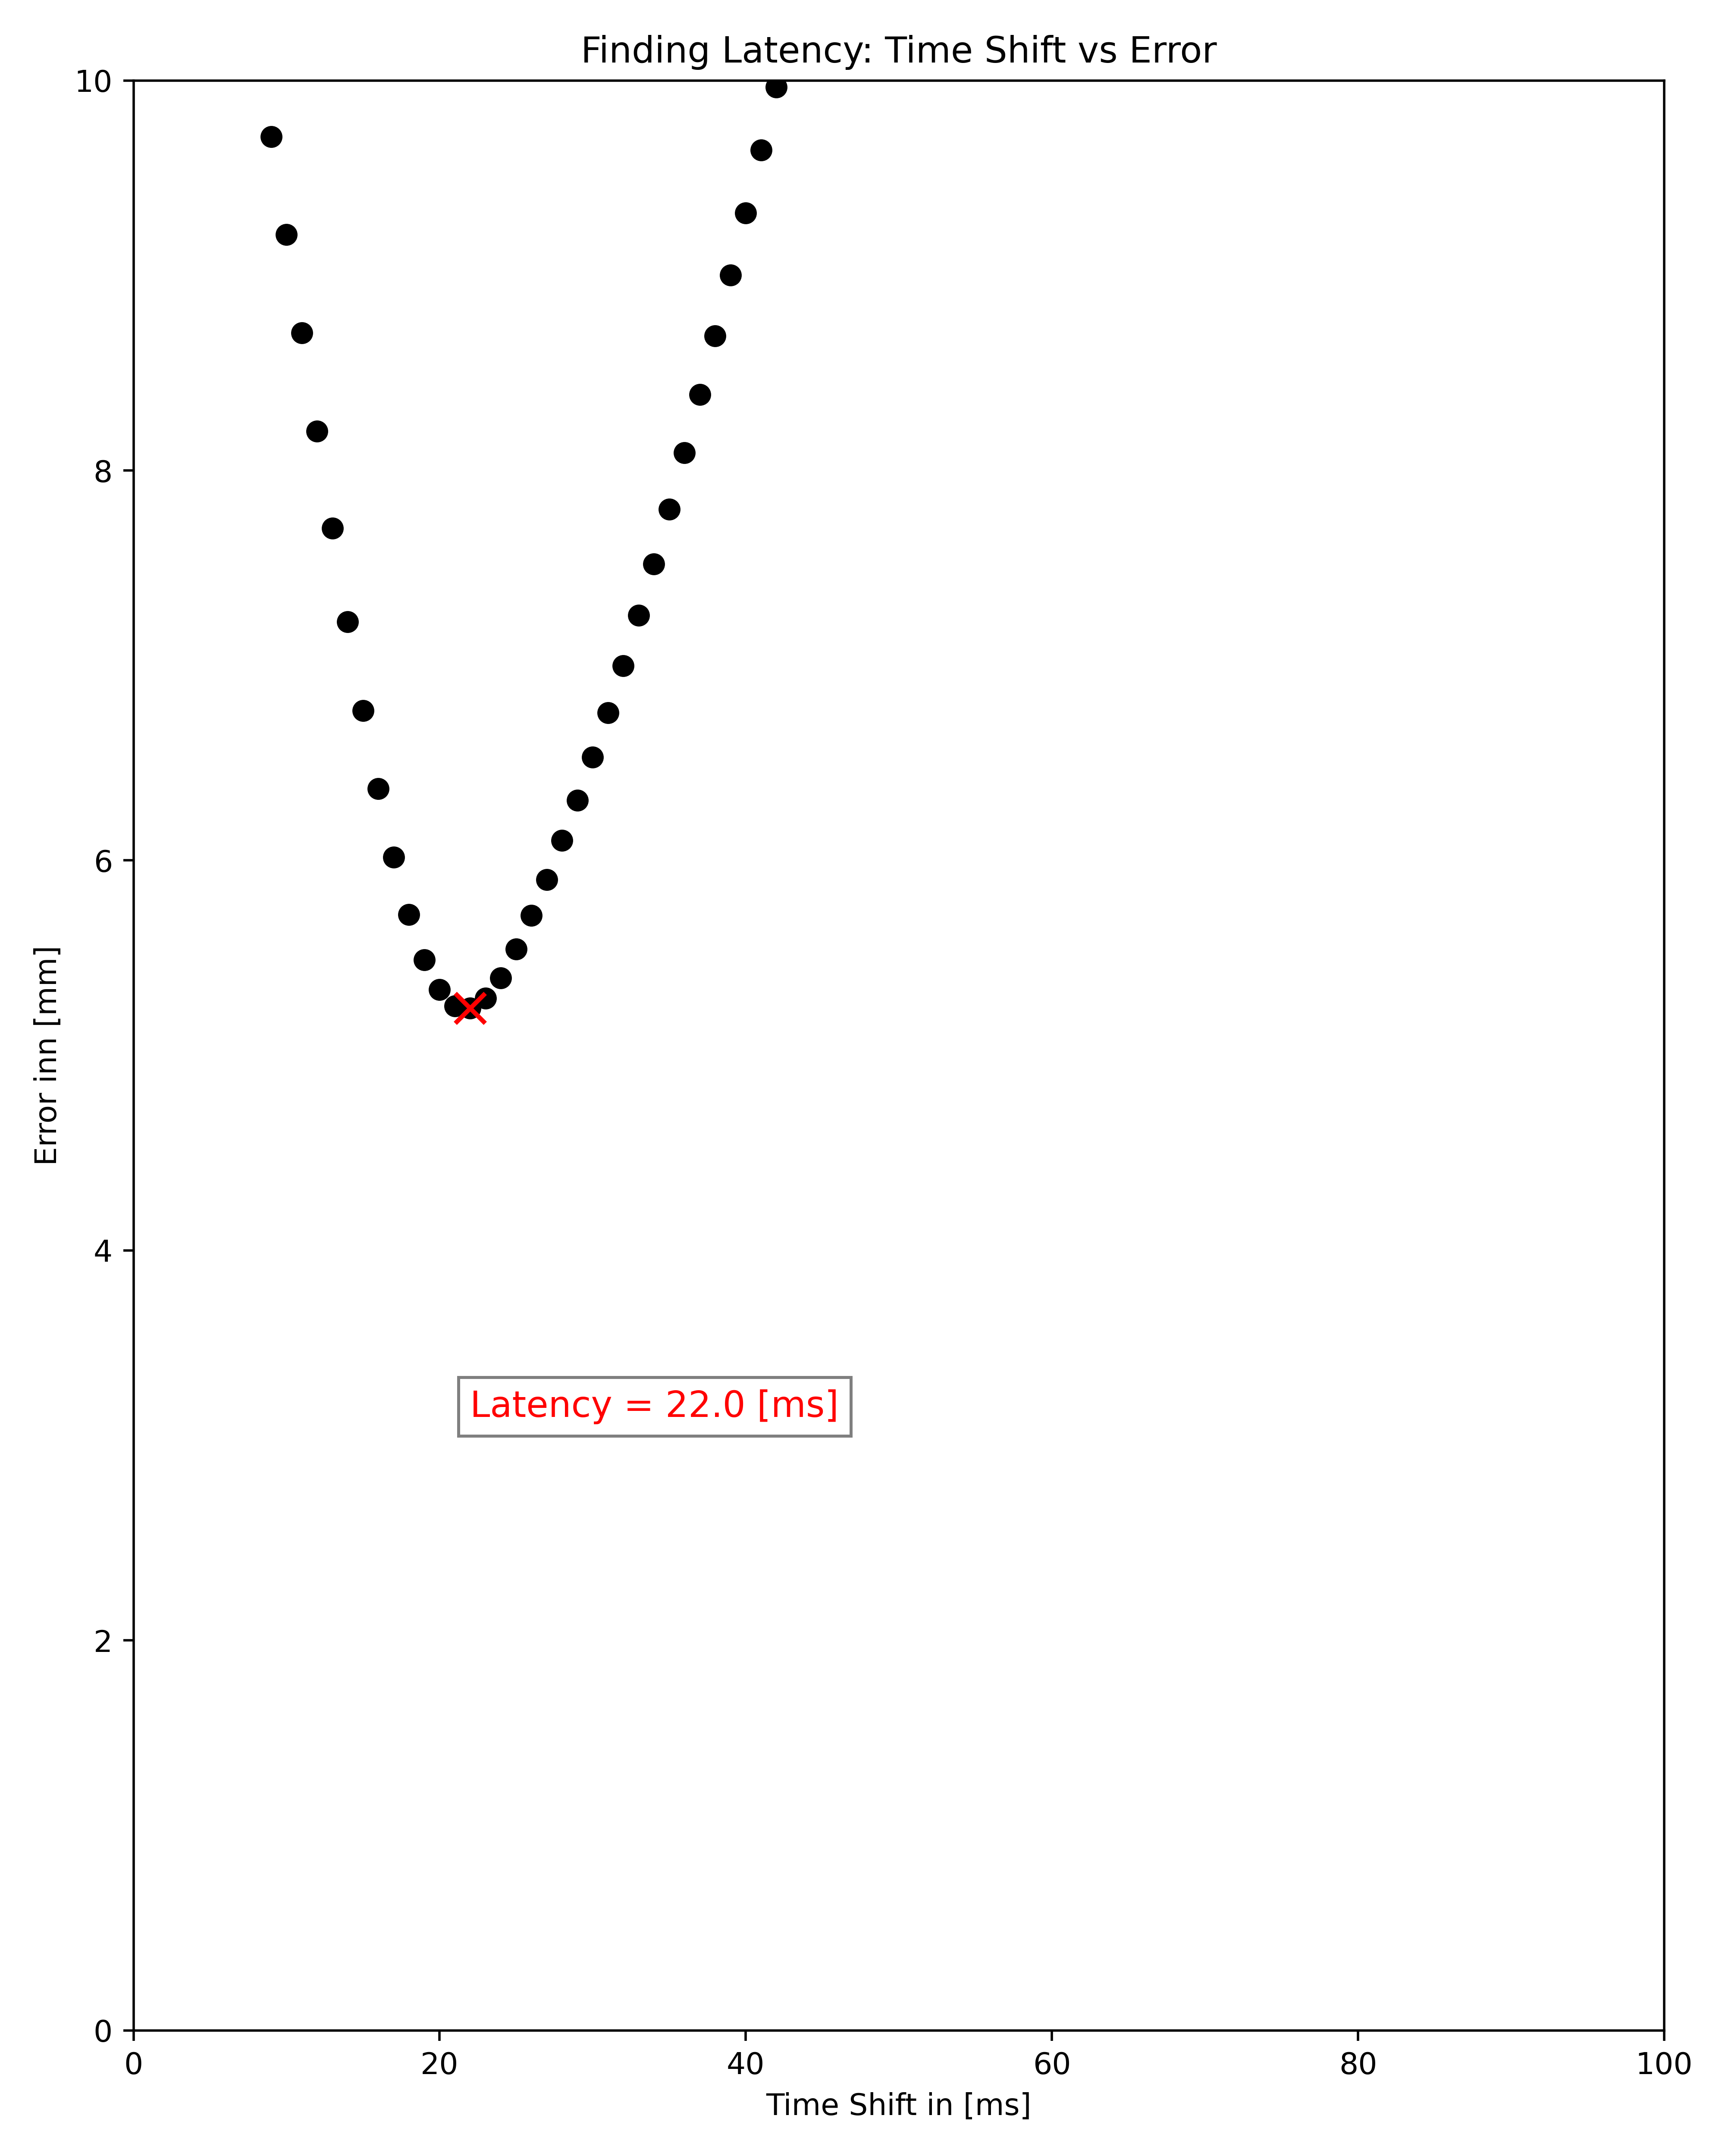 Finding Latency: Time Shift vs Error
10
8
6
4
2
0
Error inn [mm]
Latency = 22.0 [ms]
0 20 40 60 80 100
Time Shift in [ms]